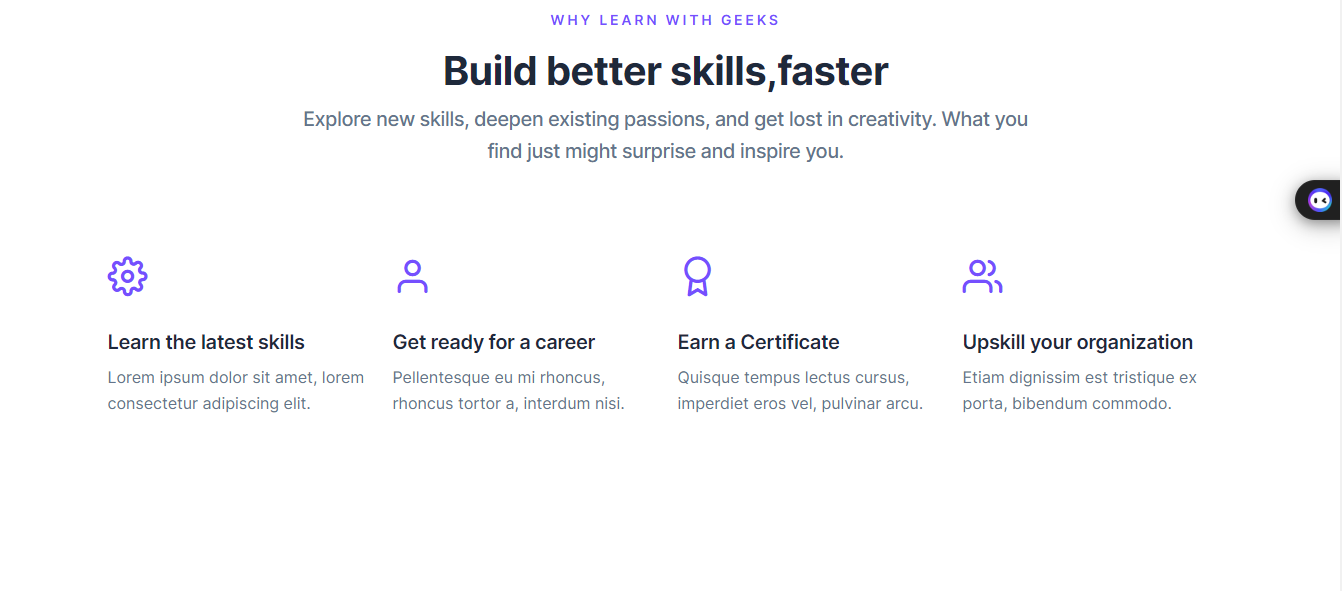 WHY LEARN WITH GEEKS
Build better skills,faster
Explore new skills, deepen existing passions, and get lost in creativity. What you
find just might surprise and inspire you.
Learn the latest skills
Lorem ipsum dolor sit amet, lorem
consectetur adipiscing elit.
Get ready for a career
Pellentesque eu mi rhoncus,
rhoncus tortor a, interdum nisi.
Earn a Certificate
Quisque tempus lectus cursus,
imperdiet eros vel, pulvinar arcu.
Upskill your organization
Etiam dignissim est tristique ex
porta, bibendum commodo.